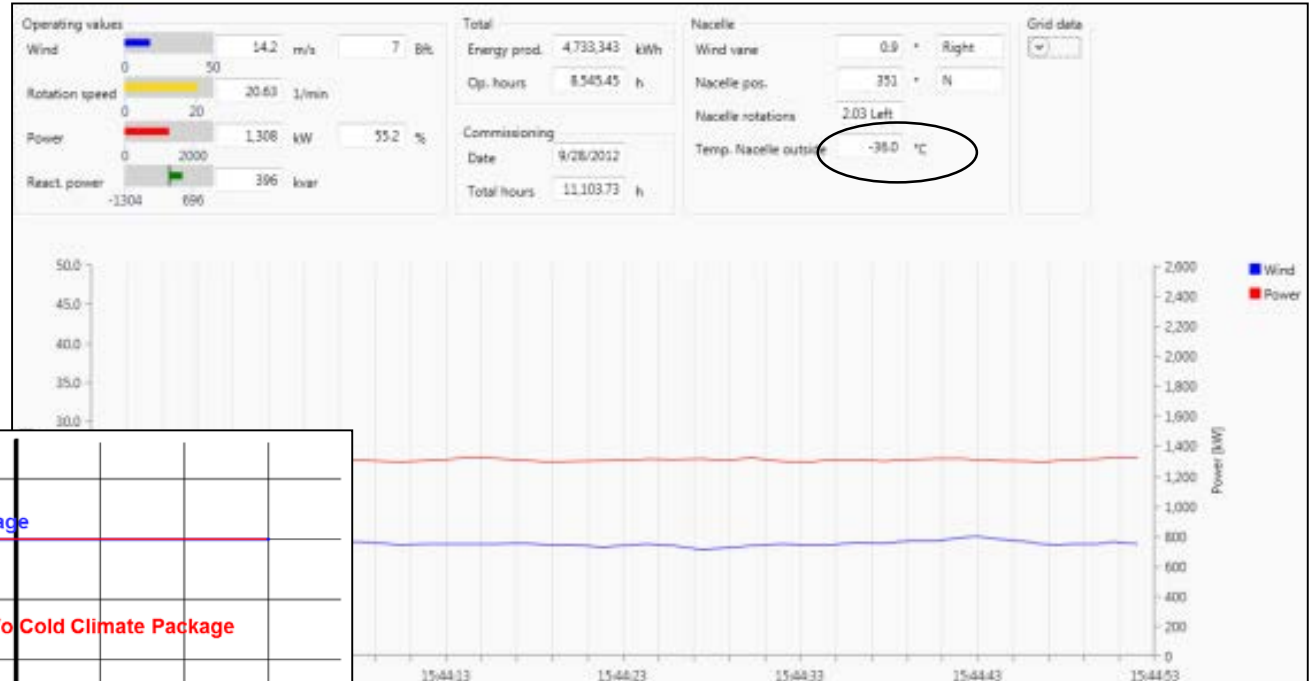 Operating values
Wind 14.2 m/s 7 Bft.
0 50
Rotation speed 20.63 1/min
0 20
Power 1,308 kW 55.2 %
0 2000
React. power 396 kvar
-1304 696
Total
Energy prod. 4,733,343 kWh
Op. hours 8,545.45 h
Commissioning
Date 9/28/2012
Total hours 11,103.73 h
Nacelle
Wind vane 0.9 ° Right
Nacelle pos. 351 ° N
Nacelle rotations 2.03 Left
Temp. Nacelle outside -36.0 °C
Grid data
50.0
45.0
40.0
35.0
30.0
2,600
2,400
2,200
2,000
1,800
1,600
1,400
1,200
1,000
800
600
400
200
0
Power [kW]
Wind
Power
15:44:13 15:44:23 15:44:33 15:44:43 15:44:53
age
o Cold Climate Package